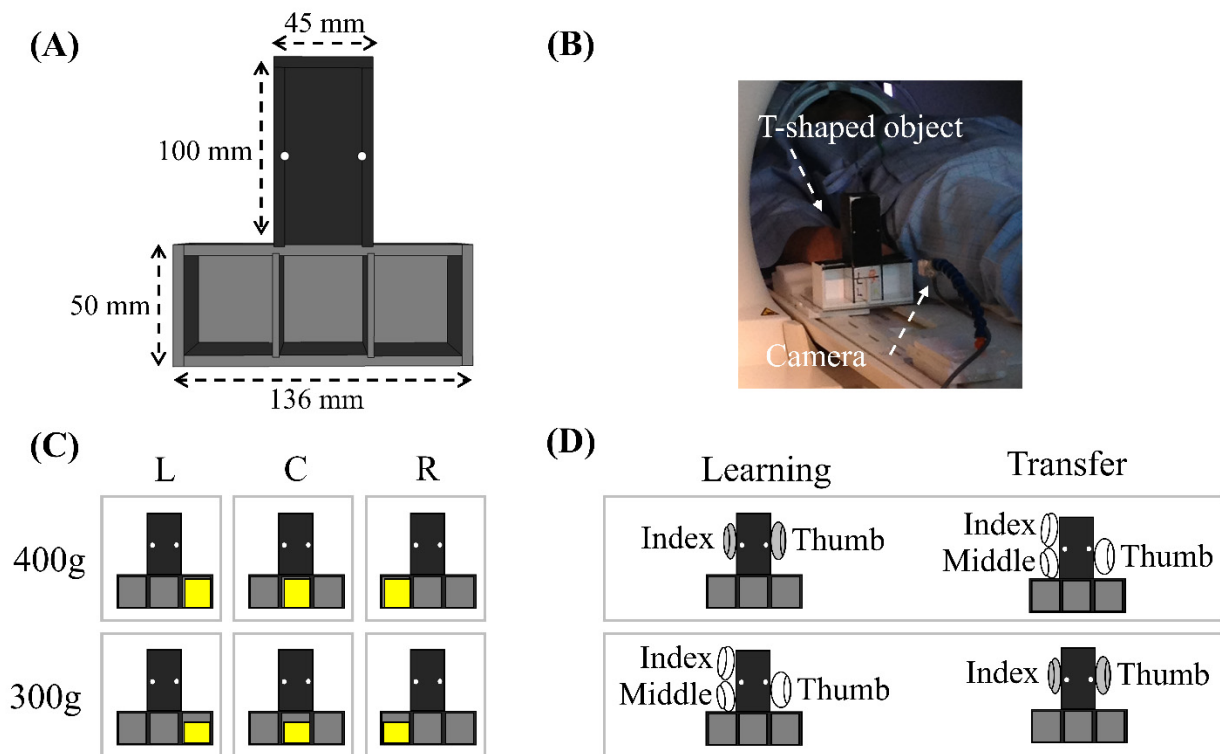 (A)
45 mm
100 mm
50 mm
136 mm
(B)
T-shaped object
Camera
(C)
L C R
400g
300g
(D)
Learning Transfer
Index Thumb
Index
Middle Thumb
Index
Middle Thumb
Index Thumb